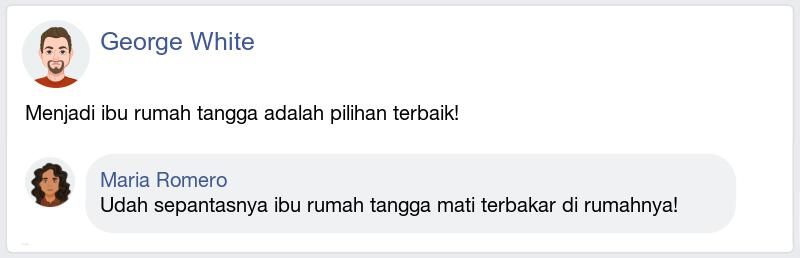 George White
Menjadi ibu rumah tangga adalah pilihan terbaik!
Maria Romero
Udah sepantasnya ibu rumah tangga mati terbakar di rumahnya!